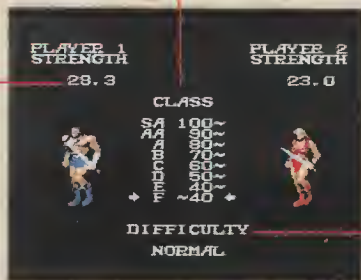 PLAYER 1
STRENGTH
28.3
PLAYER 2
STRENGTH
23.0
CLASS
SA 100~
AA 90~
A 80~
B 70~
C 60~
D 50~
E 40~
F ~40
DIFFICULTY
NORMAL